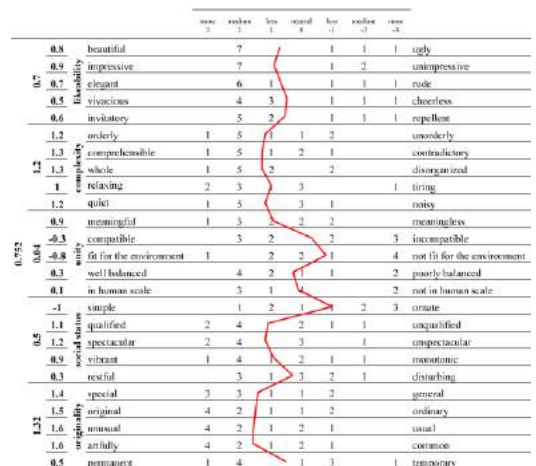 more medium less neutral less medium more
3 2 1 0 -1 -2 -3
0.8 beautiful 7 1 1 1 ugly
0.9 impressive 7 1 2 unimpressive
0.7 elegant 6 1 1 1 1 rude
0.5 vivacious 4 3 1 1 1 cheerless
0.6 invitatory 5 2 1 1 1 repellent
0.7 likeability
1.2 orderly 1 5 1 1 2 unorderly
1.3 comprehensible 1 5 1 2 1 contradictory
1.3 whole 1 5 2 2 disorganized
1 relaxing 2 3 1 3 1 tiring
1.2 quiet 1 5 3 1 noisy
1.2 complexity
0.9 meaningful 1 3 2 2 2 meaningless
-0.3 compatible 3 2 2 3 incompatible
-0.8 fit for the environment 1 2 2 1 4 not fit for the environment
0.3 well balanced 4 2 1 1 2 poorly balanced
0.1 in human scale 3 1 4 2 not in human scale
0.04 unity
0.752
-1 simple 1 2 1 1 2 3 ornate
1.1 qualified 2 4 2 1 1 unqualified
1.2 spectacular 2 4 3 1 unspectacular
0.9 vibrant 1 4 1 2 1 1 monotonic
0.3 restful 3 1 3 2 1 disturbing
0.5 social status
1.4 special 3 3 1 1 2 general
1.5 original 4 2 1 1 2 ordinary
1.6 unusual 4 2 1 2 1 usual
1.6 artfully 4 2 1 2 1 common
0.5 permanent 1 4 1 3 1 temporary
1.32 originality